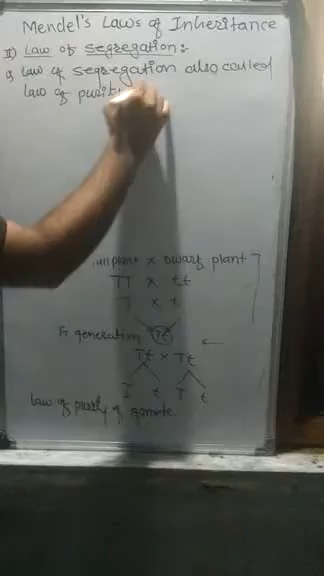 Mendel's Laws of Inheritance
II) Law of segregation:-
Law of segregation also called
law of purit
plant x Dwarf plant
TT x tt
T x t
Tt
F₁ generation
Tt x Tt
T t T t
law of purity of gamete.